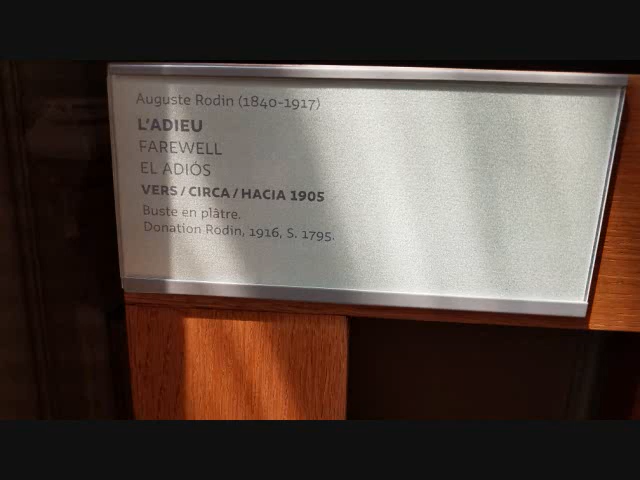 Auguste Rodin (1840-1917)
L'ADIEU
FAREWELL
EL ADIÓS
VERS / CIRCA / HACIA 1905
Buste en plâtre.
Donation Rodin, 1916, S. 1795.